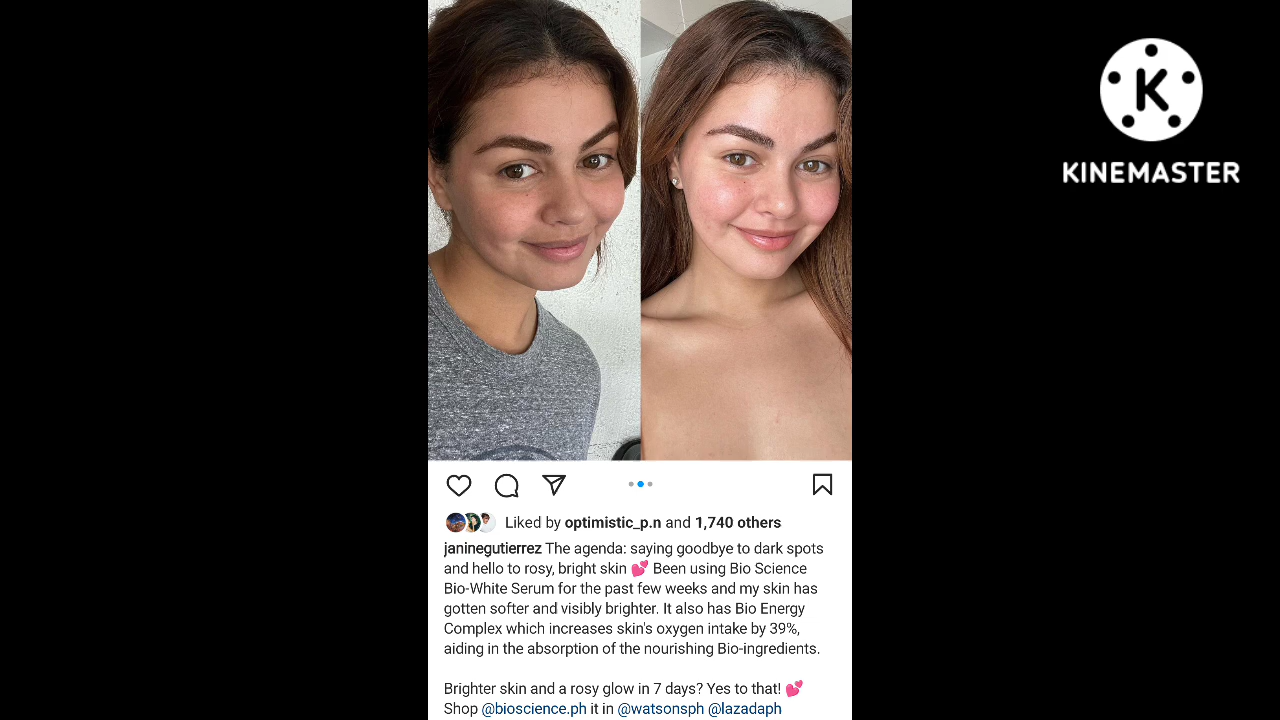 KINEMASTER
Liked by optimistic_p.n and 1,740 others
janinegutierrez The agenda: saying goodbye to dark spots
and hello to rosy, bright skin 💕 Been using Bio Science
Bio-White Serum for the past few weeks and my skin has
gotten softer and visibly brighter. It also has Bio Energy
Complex which increases skin's oxygen intake by 39%,
aiding in the absorption of the nourishing Bio-ingredients.
Brighter skin and a rosy glow in 7 days? Yes to that! 💕
Shop @bioscience.ph it in @watsonsph @lazadaph